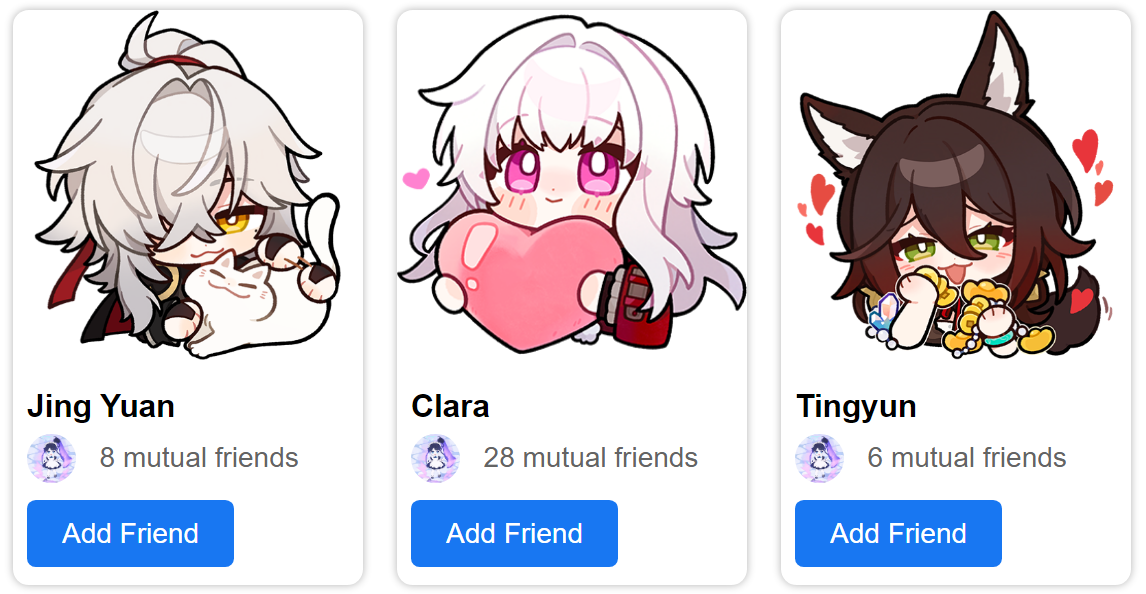 Jing Yuan
8 mutual friends
Add Friend
Clara
28 mutual friends
Add Friend
Tingyun
6 mutual friends
Add Friend